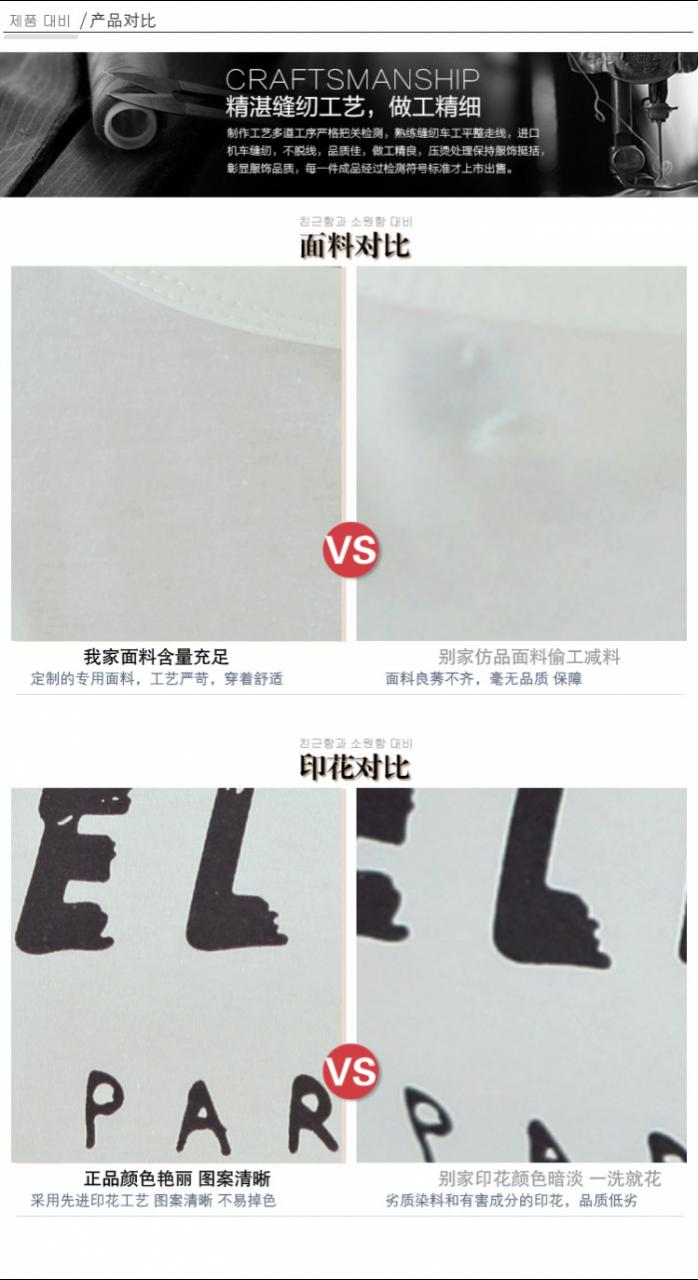 제품 대비 /产品对比
CRAFTSMANSHIP
精湛缝纫工艺，做工精细
制作工艺多道工序严格把关检测，熟练缝纫车工平整走线，进口
机车缝纫，不脱线，品质佳，做工精良，压烫处理保持服饰挺括，
彰显服饰品质，每一件成品经过检测符号标准才上市出售。
친근함과 소원함 대비
面料对比
VS
我家面料含量充足
别家仿品面料偷工减料
定制的专用面料，工艺严苛，穿着舒适
面料良莠不齐，毫无品质 保障
친근함과 소원함 대비
印花对比
EL
L
PAR
PA
VS
正品颜色艳丽 图案清晰
别家印花颜色暗淡 一洗就花
采用先进印花工艺 图案清晰 不易掉色
劣质染料和有害成分的印花，品质低劣